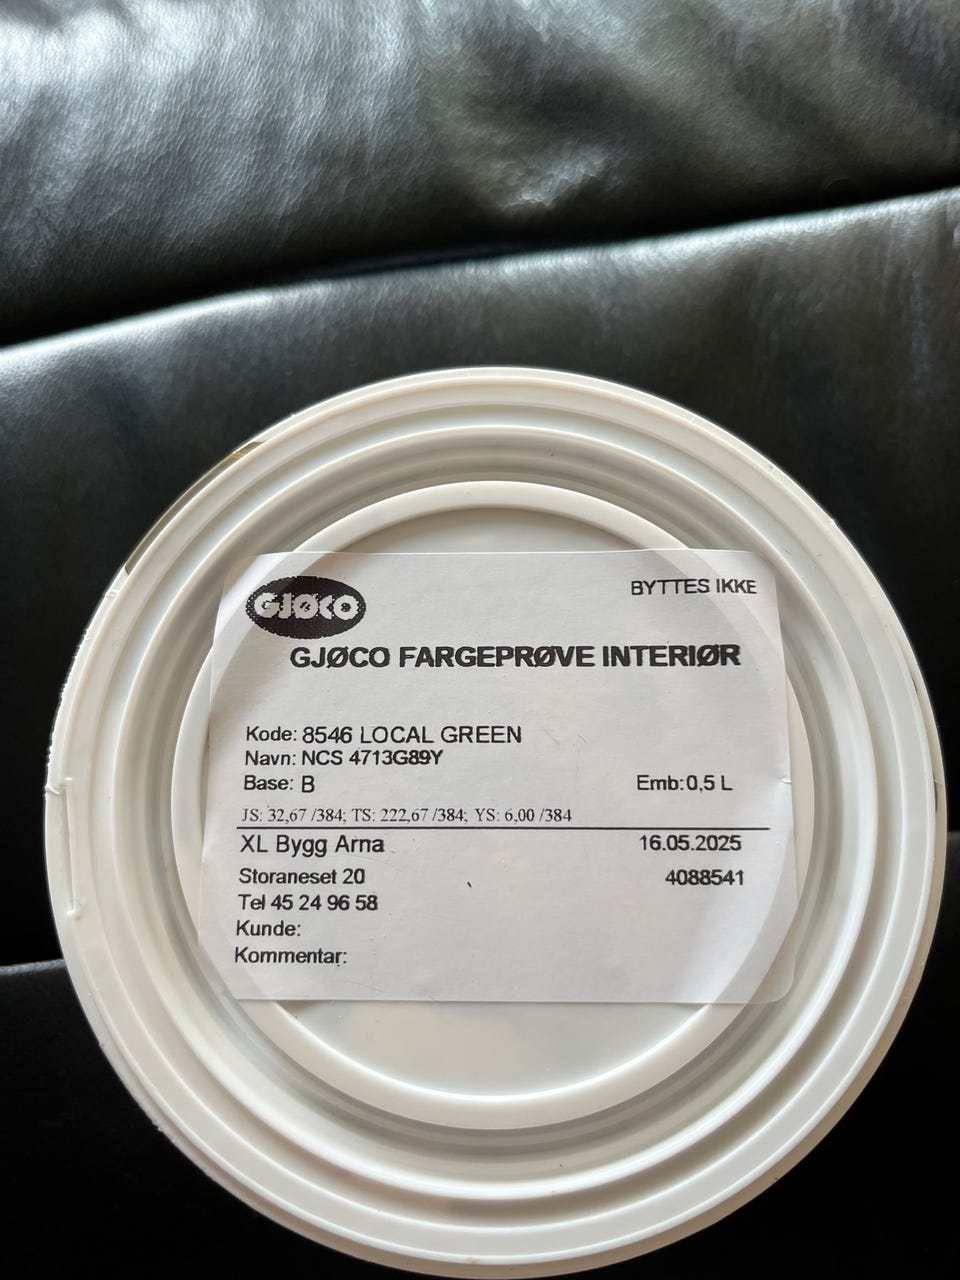 GJØCO
BYTTES IKKE
GJØCO FARGEPRØVE INTERIØR
Kode: 8546 LOCAL GREEN
Navn: NCS 4713G89Y
Base: B
Emb:0,5 L
JS: 32,67 /384; TS: 222,67 /384; YS: 6,00 /384
XL Bygg Arna
16.05.2025
Storaneset 20
4088541
Tel 45 24 96 58
Kunde:
Kommentar: